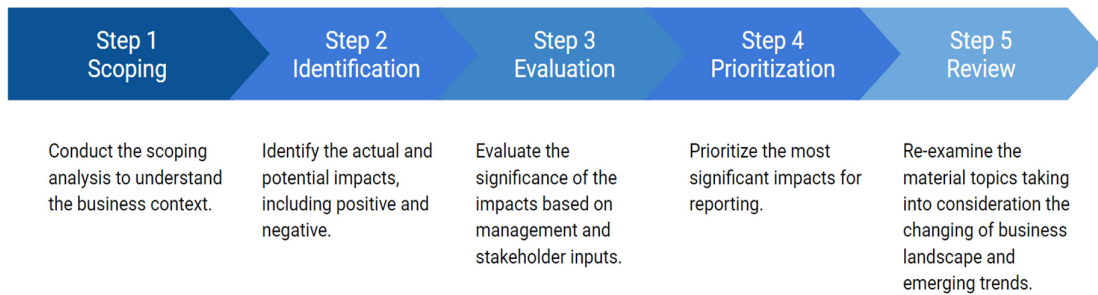 Step 1
Scoping
Step 2
Identification
Step 3
Evaluation
Step 4
Prioritization
Step 5
Review
Conduct the scoping
analysis to understand
the business context.
Identify the actual and
potential impacts,
including positive and
negative.
Evaluate the
significance of the
impacts based on
management and
stakeholder inputs.
Prioritize the most
significant impacts for
reporting.
Re-examine the
material topics taking
into consideration the
changing of business
landscape and
emerging trends.